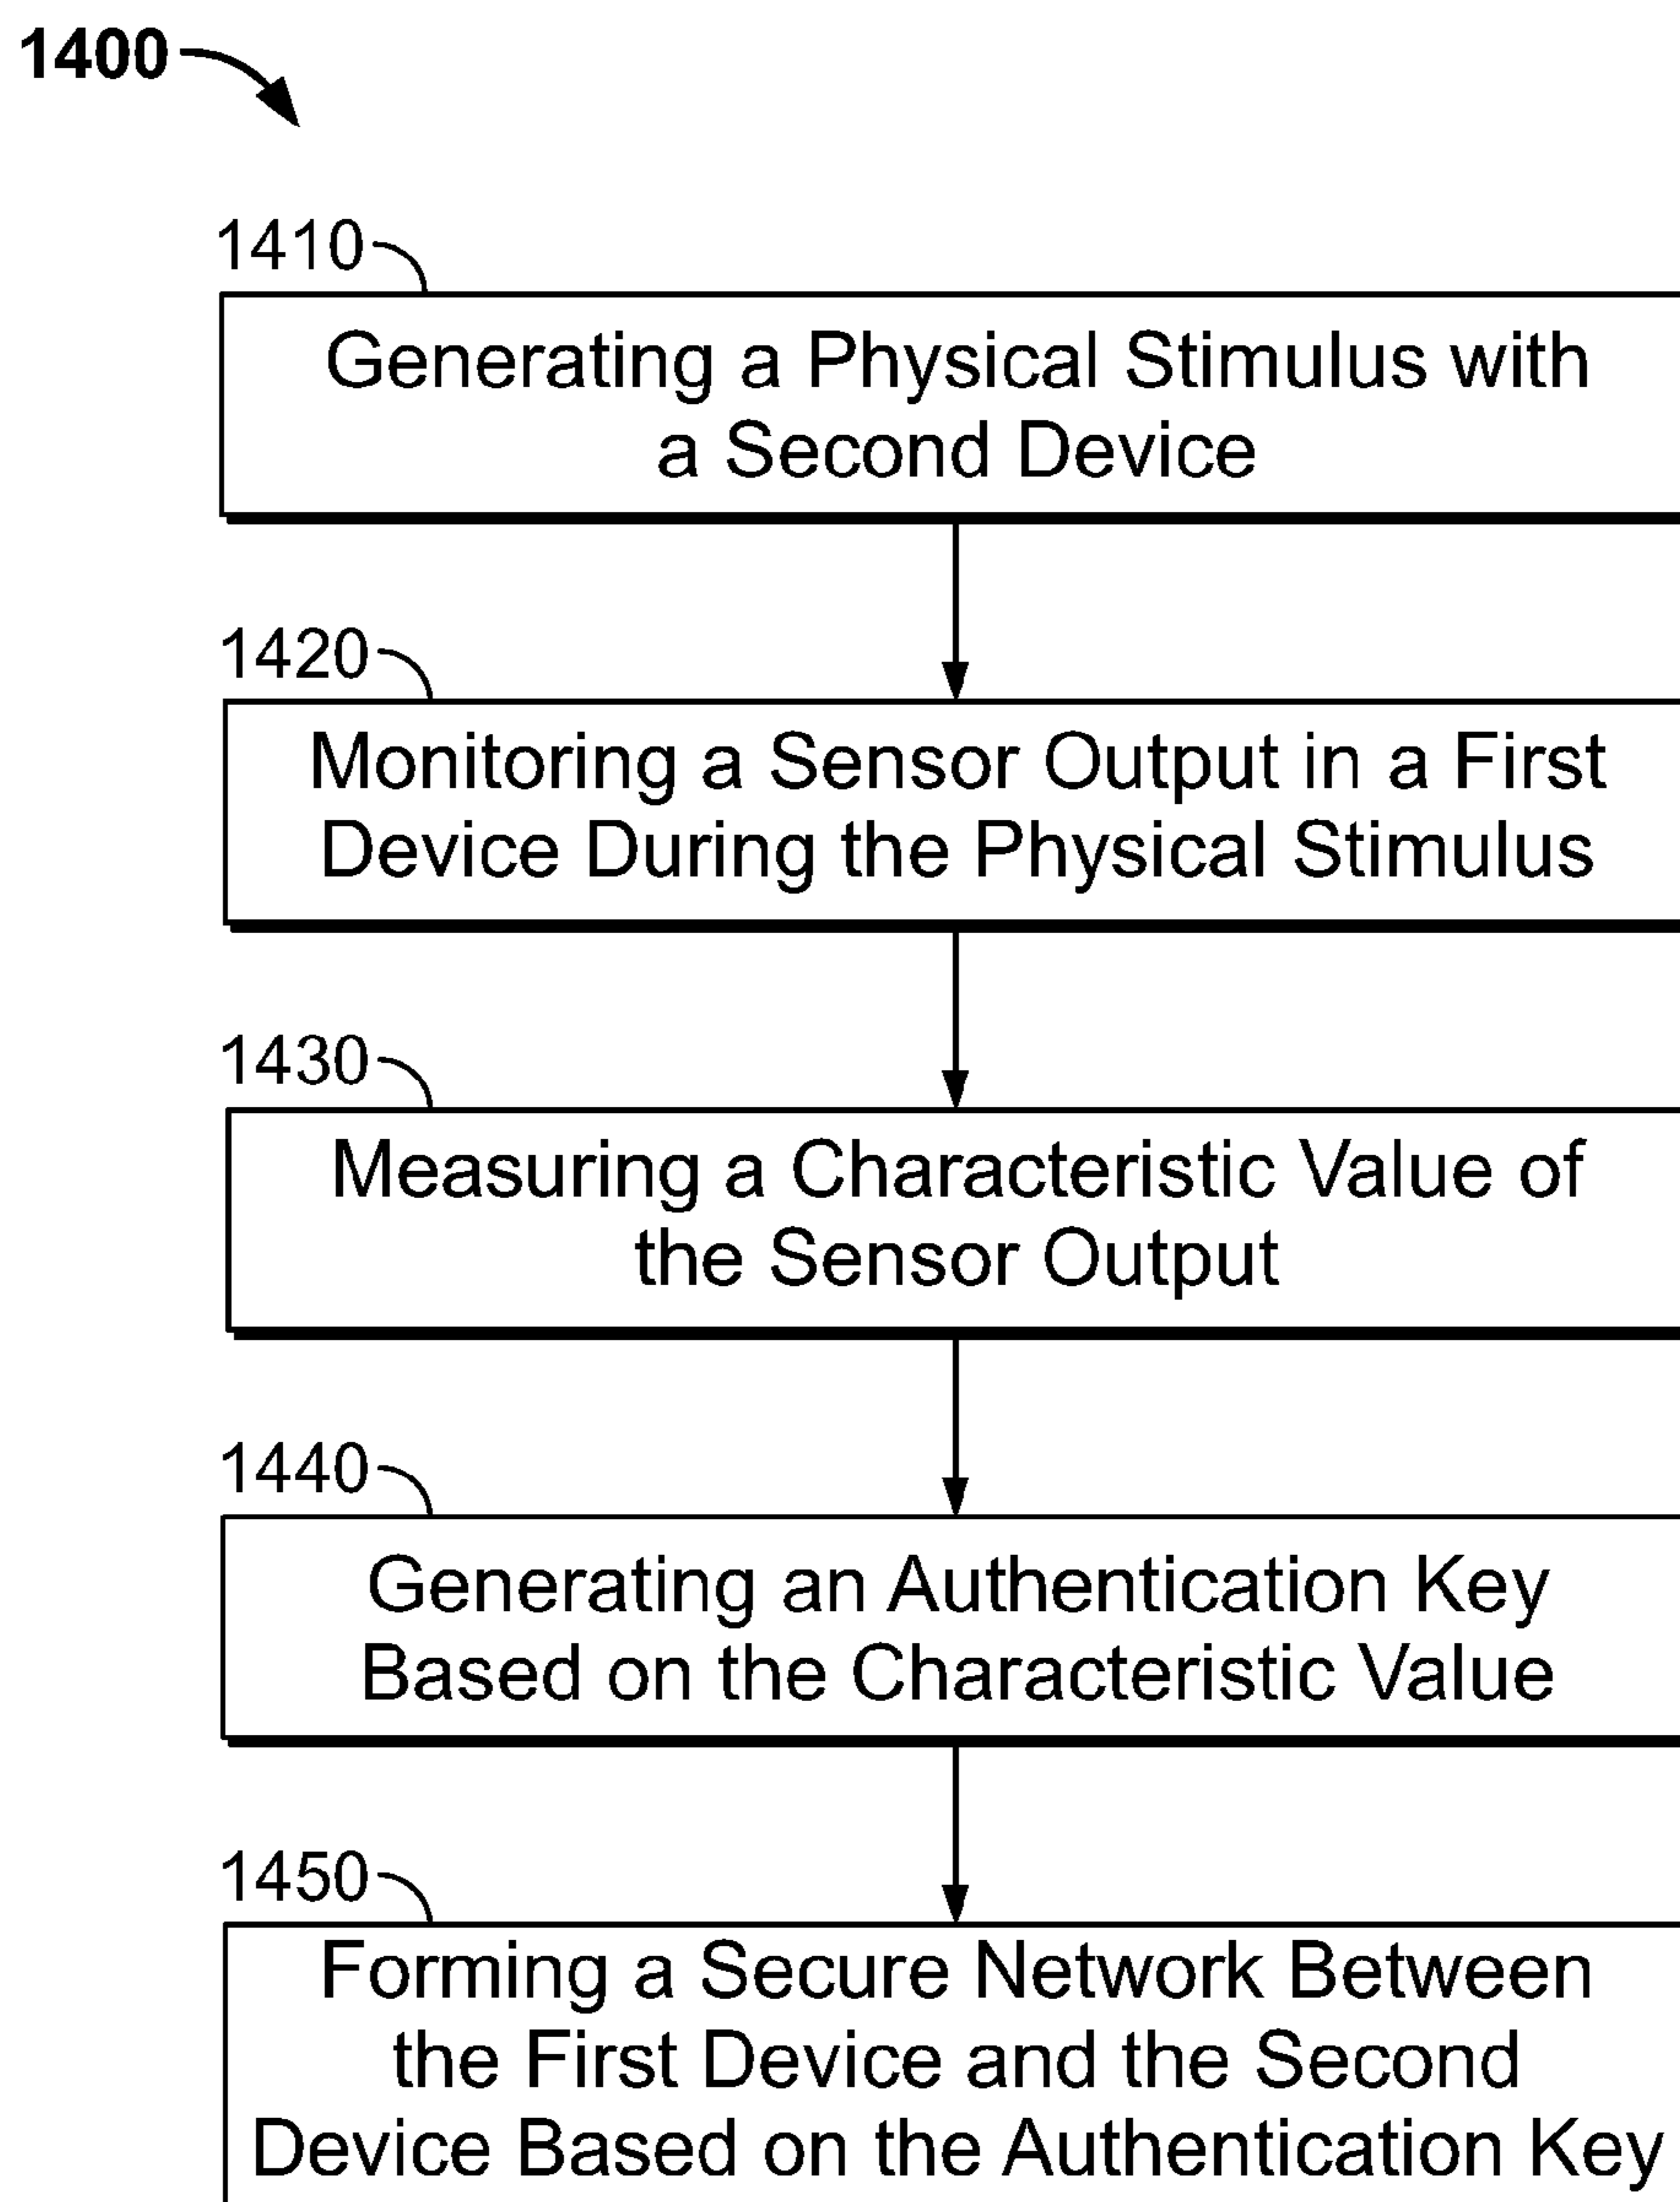 1400
1410
Generating a Physical Stimulus with
a Second Device
1420
Monitoring a Sensor Output in a First
Device During the Physical Stimulus
1430
Measuring a Characteristic Value of
the Sensor Output
1440
Generating an Authentication Key
Based on the Characteristic Value
1450
Forming a Secure Network Between
the First Device and the Second
Device Based on the Authentication Key